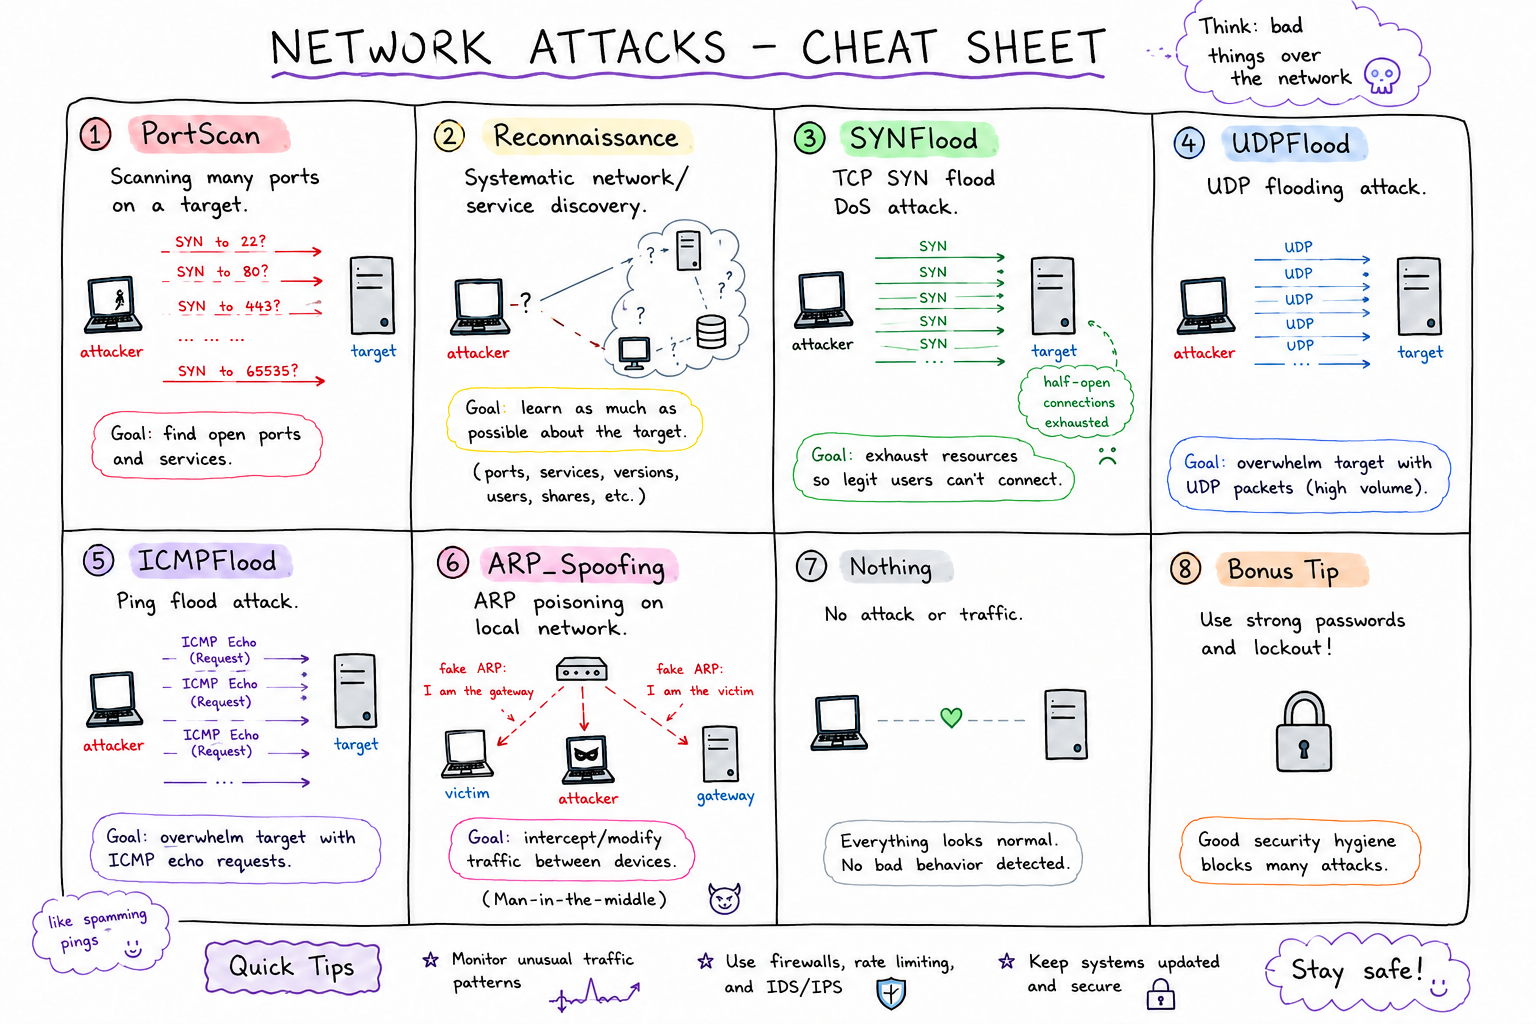 NETWORK ATTACKS – CHEAT SHEET
Think: bad
things over
the network
1 PortScan
Scanning many ports
on a target.
SYN to 22?
SYN to 80?
SYN to 443?
... ... ...
SYN to 65535?
attacker
target
Goal: find open ports
and services.
2 Reconnaissance
Systematic network/
service discovery.
?
?
? ?
?
?
attacker
Goal: learn as much as
possible about the target.
(ports, services, versions,
users, shares, etc.)
3 SYNFlood
TCP SYN flood
DoS attack.
SYN
SYN
SYN
SYN
SYN
...
attacker
target
half-open
connections
exhausted
Goal: exhaust resources
so legit users can't connect.
4 UDPFlood
UDP flooding attack.
UDP
UDP
UDP
UDP
UDP
...
attacker
target
Goal: overwhelm target with
UDP packets (high volume).
5 ICMPFlood
Ping flood attack.
ICMP Echo
(Request)
ICMP Echo
(Request)
ICMP Echo
(Request)
...
attacker
target
Goal: overwhelm target with
ICMP echo requests.
like spamming
pings
6 ARP_Spoofing
ARP poisoning on
local network.
fake ARP:
I am the gateway
fake ARP:
I am the victim
victim
attacker
gateway
Goal: intercept/modify
traffic between devices.
(Man-in-the-middle)
7 Nothing
No attack or traffic.
Everything looks normal.
No bad behavior detected.
8 Bonus Tip
Use strong passwords
and lockout!
Good security hygiene
blocks many attacks.
Quick Tips
Monitor unusual traffic
patterns
Use firewalls, rate limiting,
and IDS/IPS
Keep systems updated
and secure
Stay safe!